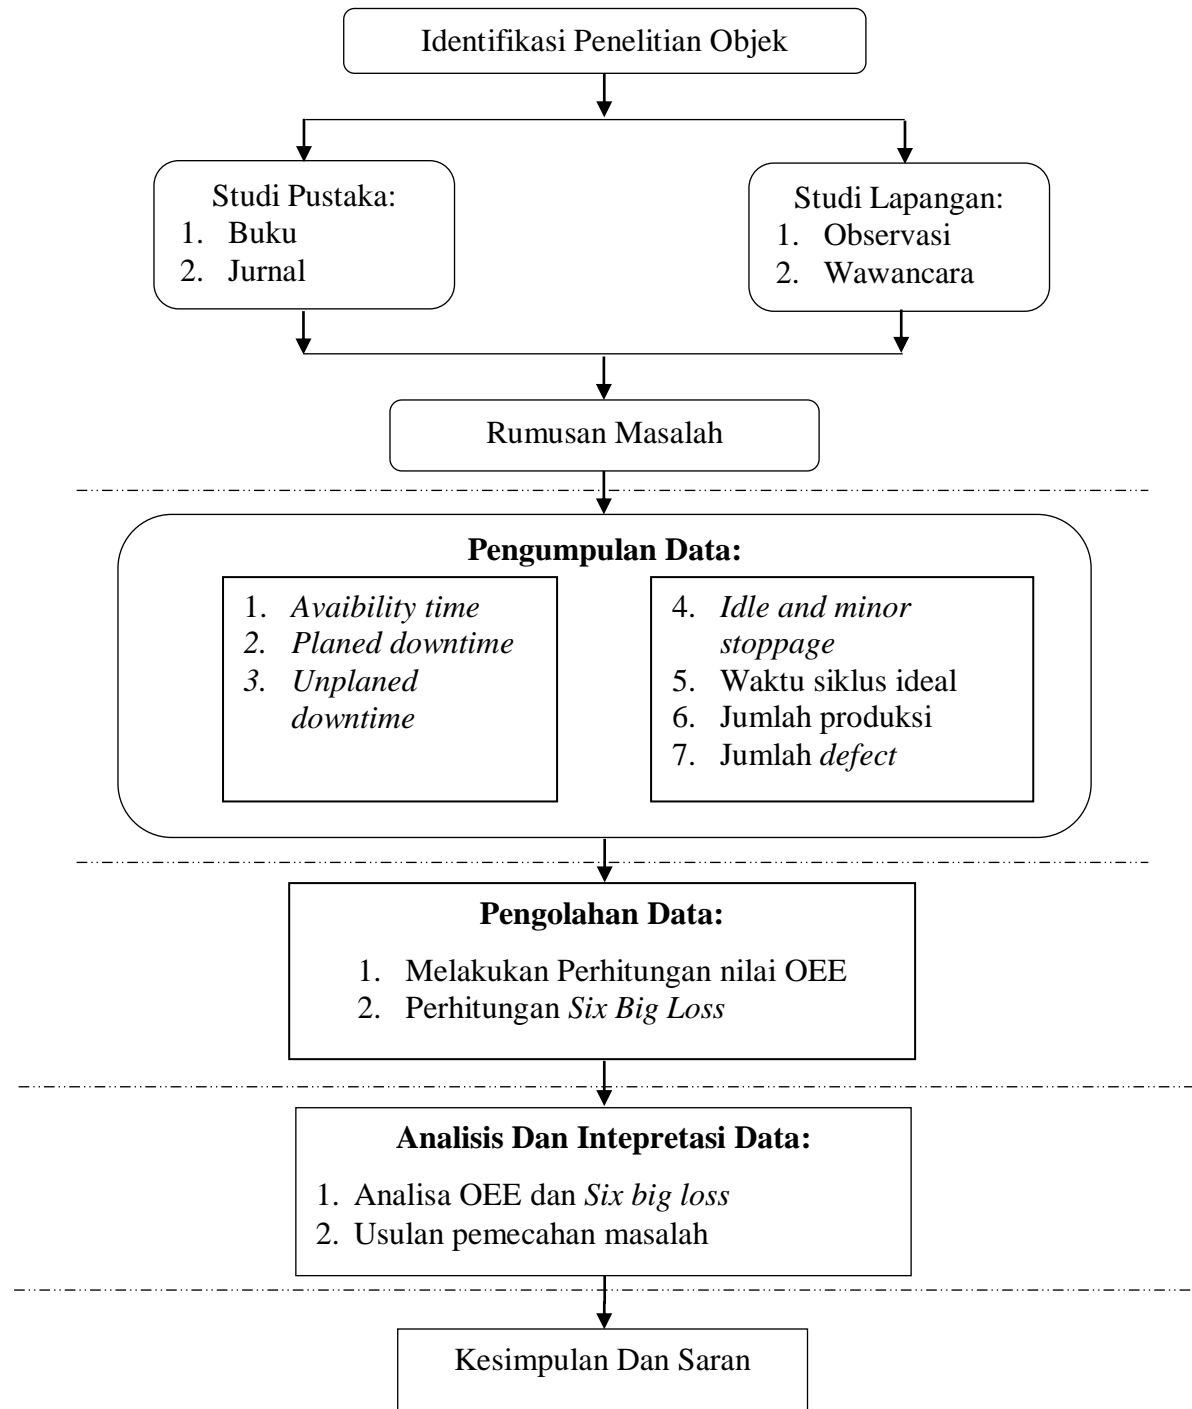 Identifikasi Penelitian Objek
Studi Pustaka:
1. Buku
2. Jurnal
Studi Lapangan:
1. Observasi
2. Wawancara
Rumusan Masalah
Pengumpulan Data:
1. Avaibility time
2. Planed downtime
3. Unplaned
downtime
4. Idle and minor
stoppage
5. Waktu siklus ideal
6. Jumlah produksi
7. Jumlah defect
Pengolahan Data:
1. Melakukan Perhitungan nilai OEE
2. Perhitungan Six Big Loss
Analisis Dan Intepretasi Data:
1. Analisa OEE dan Six big loss
2. Usulan pemecahan masalah
Kesimpulan Dan Saran